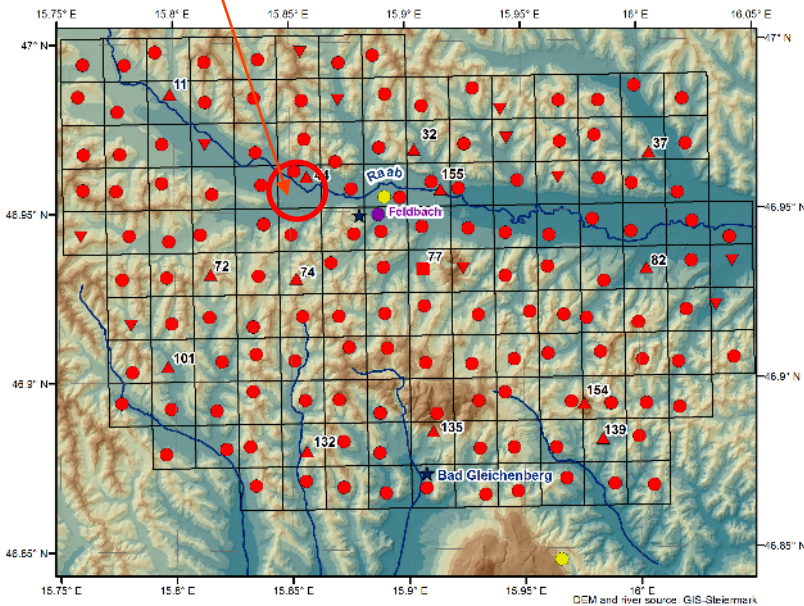 15.75° E 15.8° E 15.85° E 15.9° E 15.95° E 16° E 16.05° E
47° N
47° N
11
32
37
44
155
Raab
46.95° N
46.95° N
Feldbach
72
74
77
82
101
46.9° N
46.9° N
154
132
135
139
Bad Gleichenberg
46.85° N
46.85° N
15.75° E 15.8° E 15.85° E 15.9° E 15.95° E 16° E
DEM and river source: GIS-Steiermark